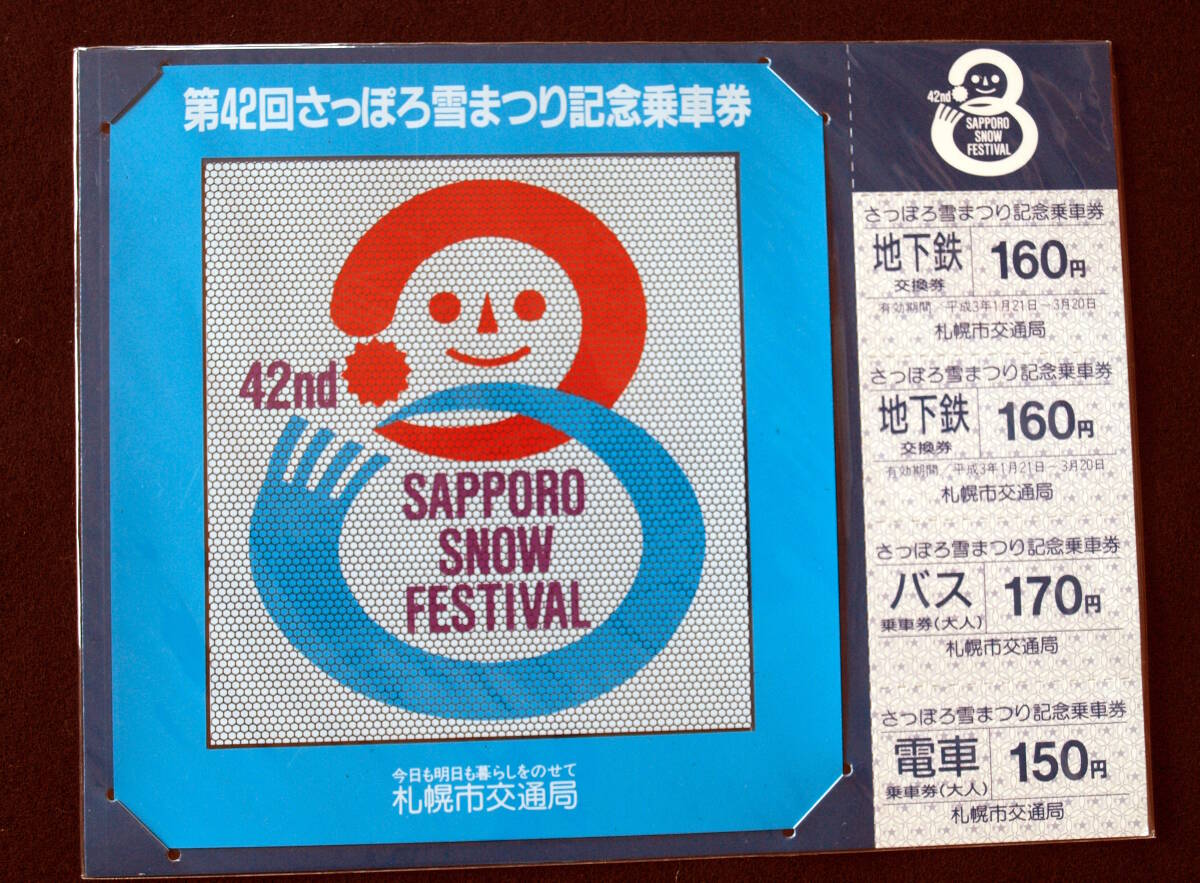 第42回さっぽろ雪まつり記念乗車券
42nd
SAPPORO
SNOW
FESTIVAL
今日も明日も暮らしをのせて
札幌市交通局
42nd
SAPPORO
SNOW
FESTIVAL
さっぽろ雪まつり記念乗車券
地下鉄 160円
交換券
有効期間/平成3年1月21日-3月20日
札幌市交通局
さっぽろ雪まつり記念乗車券
地下鉄 160円
交換券
有効期間/平成3年1月21日-3月20日
札幌市交通局
さっぽろ雪まつり記念乗車券
バス 170円
乗車券(大人)
札幌市交通局
さっぽろ雪まつり記念乗車券
電車 150円
乗車券(大人)
札幌市交通局